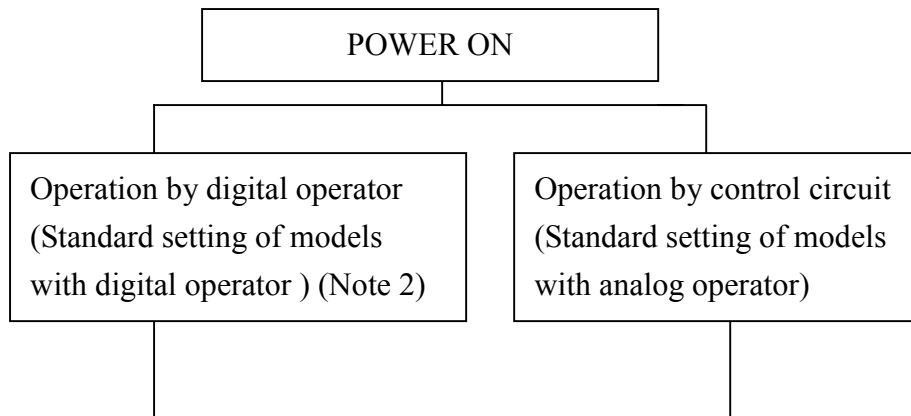 POWER ON
Operation by digital operator
(Standard setting of models
with digital operator ) (Note 2)
Operation by control circuit
(Standard setting of models
with analog operator)